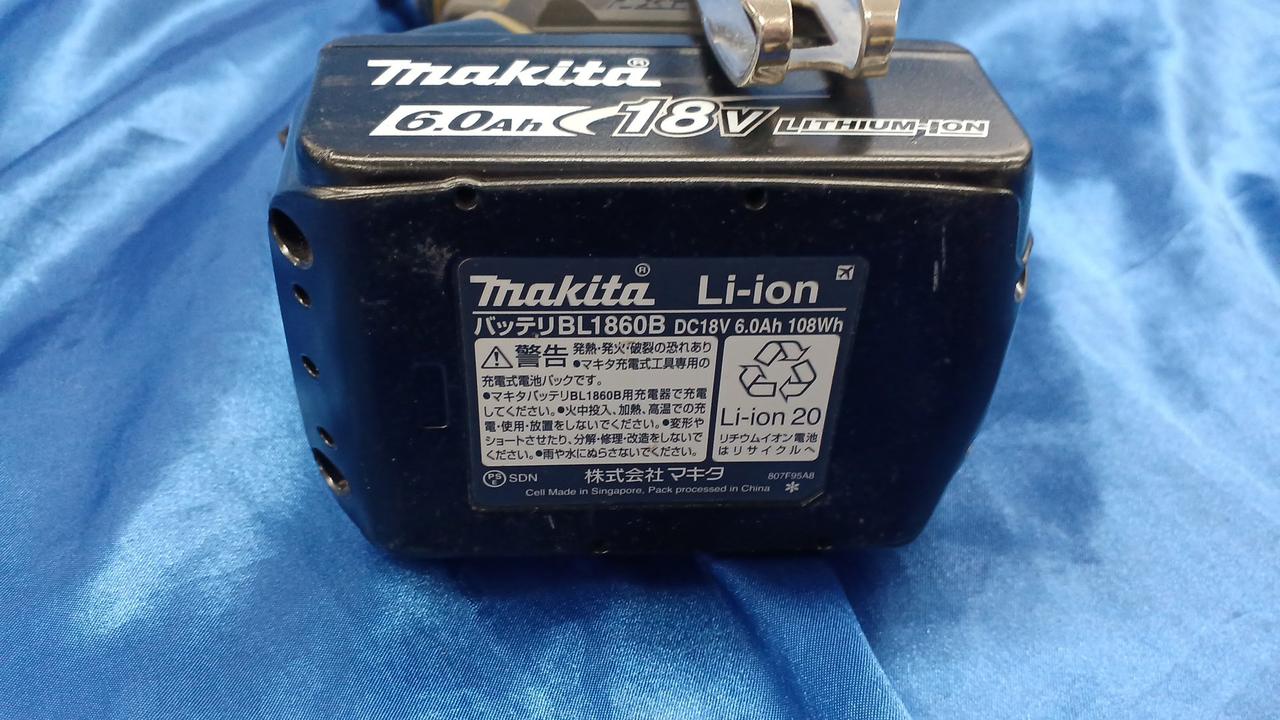 makita®
6.0Ah 18V LITHIUM-ION
makita® Li-ion
バッテリBL1860B DC18V 6.0Ah 108Wh
警告 発熱・発火・破裂の恐れあり
●マキタ充電式工具専用の
充電式電池パックです。
●マキタバッテリBL1860B用充電器で充電
してください。●火中投入、加熱、高温での充
電・使用・放置をしないでください。●変形や
ショートさせたり、分解・修理・改造をしないで
ください。●雨や水にぬらさないでください。
Li-ion 20
リチウムイオン電池
はリサイクルへ
PS
E SDN 株式会社 マキタ 807F95A8
Cell Made in Singapore, Pack processed in China